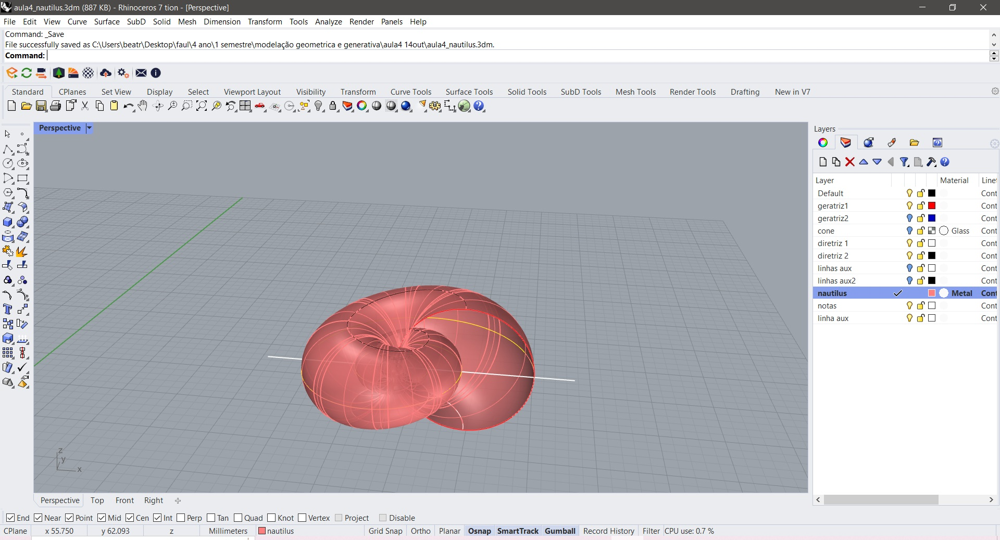 aula4_nautilus.3dm (887 KB) - Rhinoceros 7 tion - [Perspective]
File Edit View Curve Surface SubD Solid Mesh Dimension Transform Tools Analyze Render Panels Help
Command: _Save
File successfully saved as C:\Users\beatr\Desktop\faul\4 ano\1 semestre\modelação geometrica e generativa\aula4 14out\aula4_nautilus.3dm.
Command:
Standard CPlanes Set View Display Select Viewport Layout Visibility Transform Curve Tools Surface Tools Solid Tools SubD Tools Mesh Tools Render Tools Drafting New in V7
Perspective
Layers
Layer Material Linet
Default Cont
geratriz1 Cont
geratriz2 Cont
cone Glass Cont
diretriz 1 Cont
diretriz 2 Cont
linhas aux Cont
linhas aux2 Cont
nautilus Metal Cont
notas Cont
linha aux Cont
z
y
x
Perspective Top Front Right
End Near Point Mid Cen Int Perp Tan Quad Knot Vertex Project Disable
CPlane x 55.750 y 62.093 z Millimeters nautilus Grid Snap Ortho Planar Osnap SmartTrack Gumball Record History Filter CPU use: 0.7 %